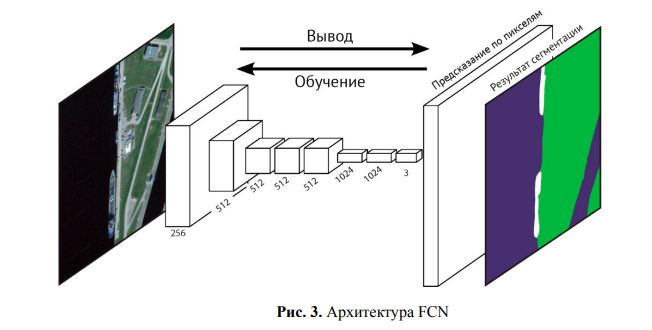 Вывод
Обучение
Предсказание по пикселям
Результат сегментации
256
512
512
512
512
1024
1024
3
Рис. 3. Архитектура FCN